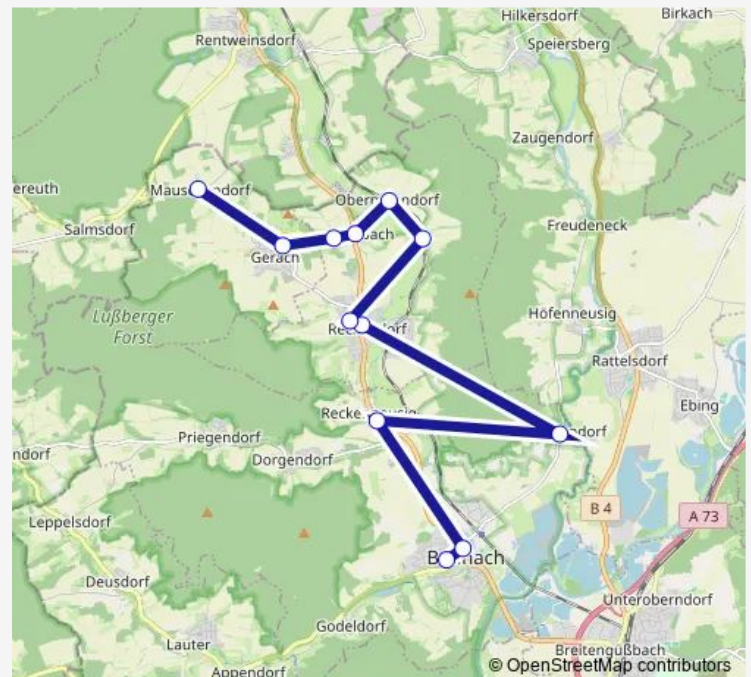 Hilkersdorf
Birkach
Rentweinsdorf
Speiersberg
Zaugendorf
ereuth
Freudeneck
Salmsdorf
Gerach
Höfenneusig
Lußberger
Forst
Rattelsdorf
Ebing
Priegendorf
ndorf
Dorgendorf
B 4
A 73
Leppelsdorf
Deusdorf
Unteroberndorf
Godeldorf
Lauter
Breitengüßbach
Appendorf
© OpenStreetMap contributors